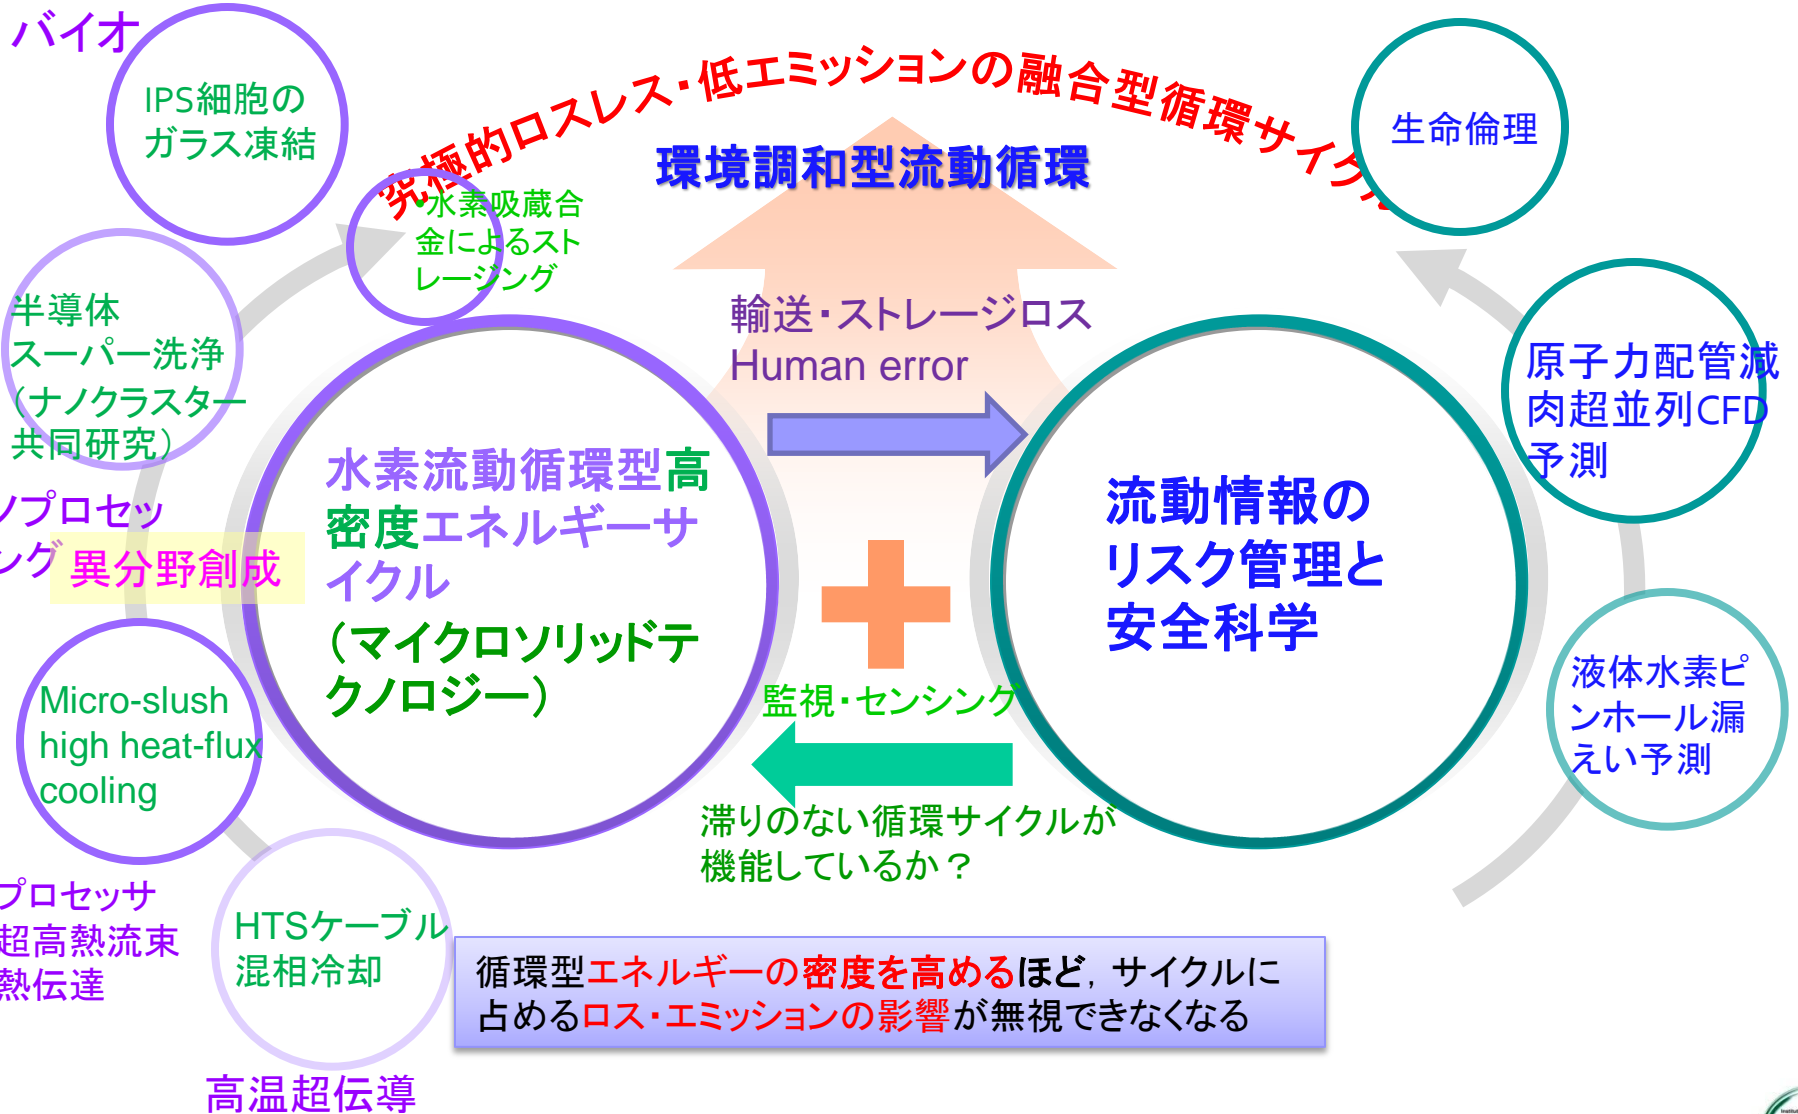 バイオ
IPS細胞の
ガラス凍結
究極的ロスレス・低エミッションの融合型循環サイクル
環境調和型流動循環
生命倫理
・水素吸蔵合
金によるスト
レージング
半導体
スーパー洗浄
（ナノクラスター
共同研究）
輸送・ストレージロス
Human error
原子力配管減
肉超並列CFD
予測
水素流動循環型高
密度エネルギーサ
イクル
（マイクロソリッドテ
クノロジー）
流動情報の
リスク管理と
安全科学
ノプロセッ
ング
異分野創成
Micro-slush
high heat-flux
cooling
監視・センシング
液体水素ピ
ンホール漏
えい予測
滞りのない循環サイクルが
機能しているか？
プロセッサ
超高熱流束
熱伝達
HTSケーブル
混相冷却
循環型エネルギーの密度を高めるほど，サイクルに
占めるロス・エミッションの影響が無視できなくなる
高温超伝導